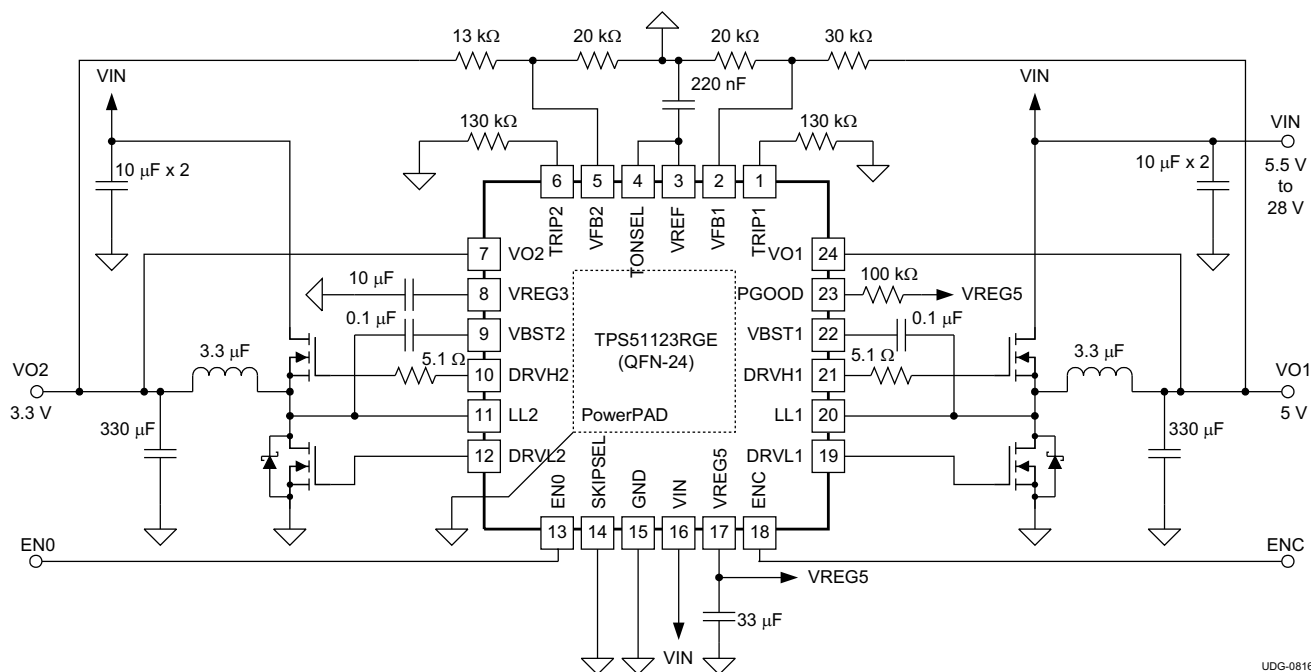 13 kΩ 20 kΩ 20 kΩ 30 kΩ
VIN
220 nF
VIN
130 kΩ
130 kΩ
VIN
10 μF x 2
10 μF x 2
5.5 V
to
28 V
6 5 4 3 2 1
TRIP2
VFB2
TONSEL
VREF
VFB1
TRIP1
7 VO2
VO1 24
10 μF
8 VREG3
PGOOD 23
100 kΩ
VREG5
0.1 μF
9 VBST2
VBST1 22
0.1 μF
TPS51123RGE
(QFN-24)
3.3 μF
5.1 Ω
10 DRVH2
DRVH1 21
5.1 Ω
3.3 μF
VO2
3.3 V
VO1
5 V
11 LL2
PowerPAD
LL1 20
330 μF
330 μF
12 DRVL2
DRVL1 19
EN0
SKIPSEL
GND
VIN
VREG5
ENC
13 14 15 16 17 18
EN0
ENC
VREG5
33 μF
VIN
UDG-0816